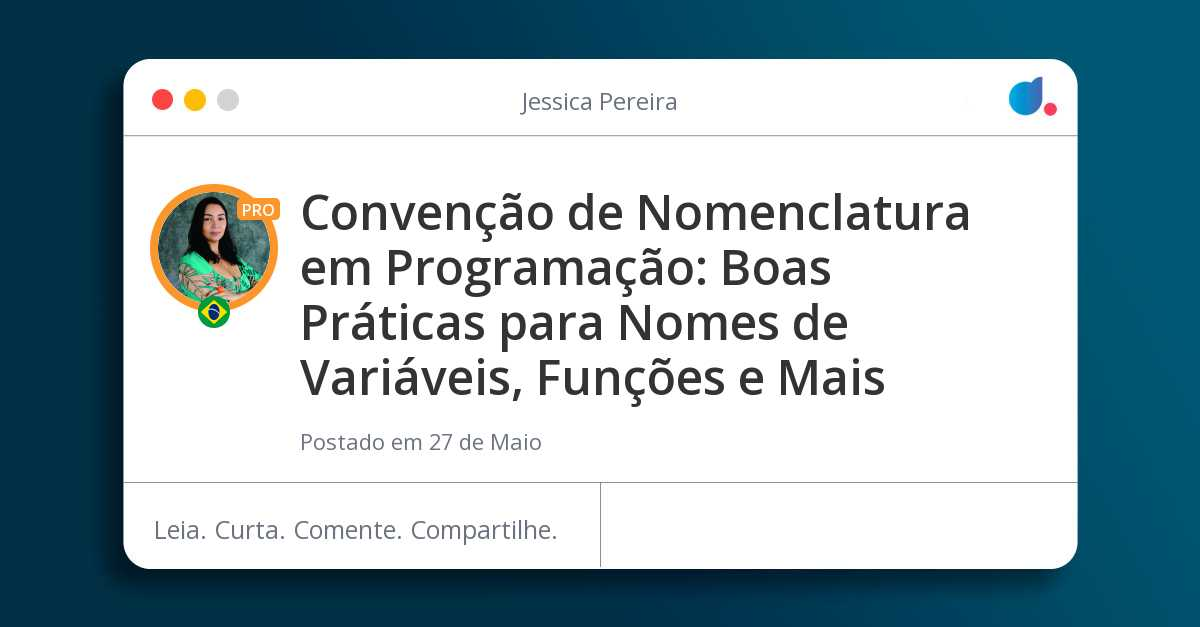 Jessica Pereira
PRO
Convenção de Nomenclatura
em Programação: Boas
Práticas para Nomes de
Variáveis, Funções e Mais
Postado em 27 de Maio
Leia. Curta. Comente. Compartilhe.